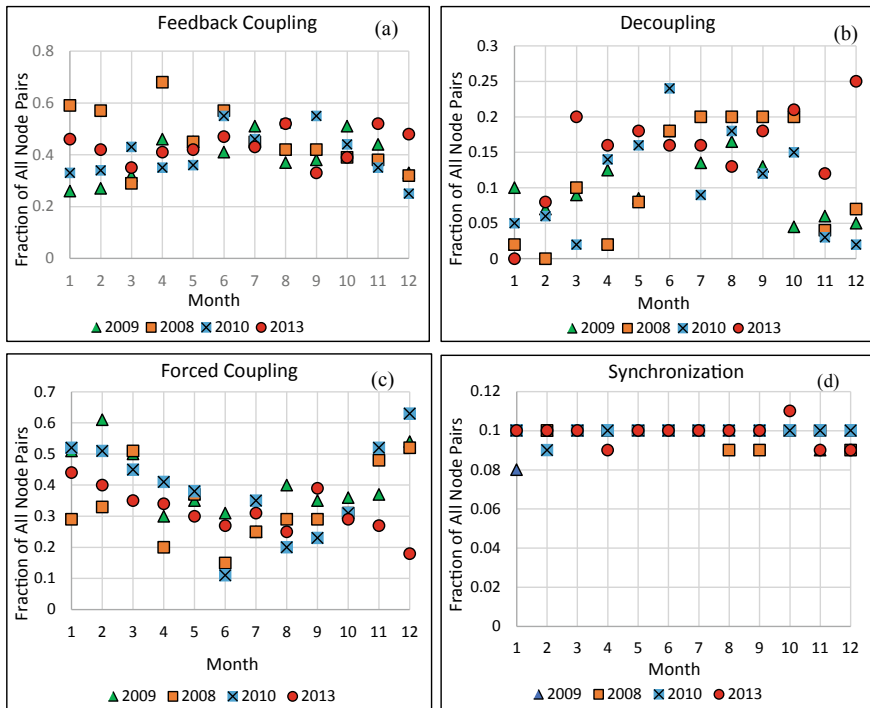 Feedback Coupling (a)
Fraction of All Node Pairs
0.8
0.6
0.4
0.2
0
1 2 3 4 5 6 7 8 9 10 11 12
Month
2009 2008 2010 2013
Decoupling (b)
Fraction of All Node Pairs
0.3
0.25
0.2
0.15
0.1
0.05
0
1 2 3 4 5 6 7 8 9 10 11 12
Month
2009 2008 2010 2013
Forced Coupling (c)
Fraction of All Node Pairs
0.7
0.6
0.5
0.4
0.3
0.2
0.1
0
1 2 3 4 5 6 7 8 9 10 11 12
Month
2009 2008 2010 2013
Synchronization (d)
Fraction of All Node Pairs
0.12
0.1
0.08
0.06
0.04
0.02
0
1 2 3 4 5 6 7 8 9 10 11 12
Month
2009 2008 2010 2013